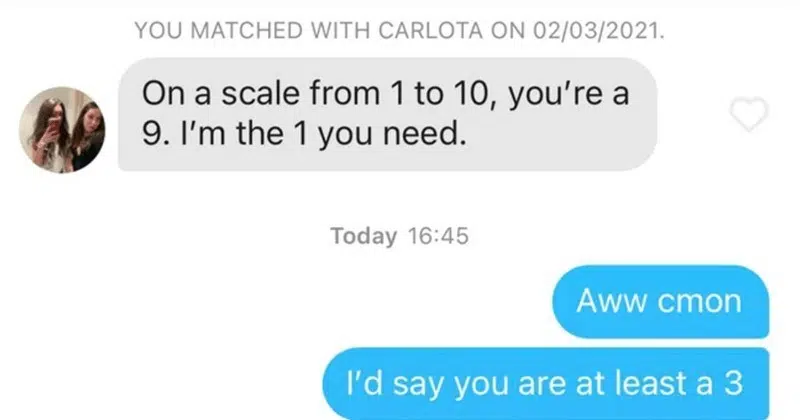 YOU MATCHED WITH CARLOTA ON 02/03/2021.
On a scale from 1 to 10, you’re a
9. I’m the 1 you need.
Today 16:45
Aww cmon
I’d say you are at least a 3